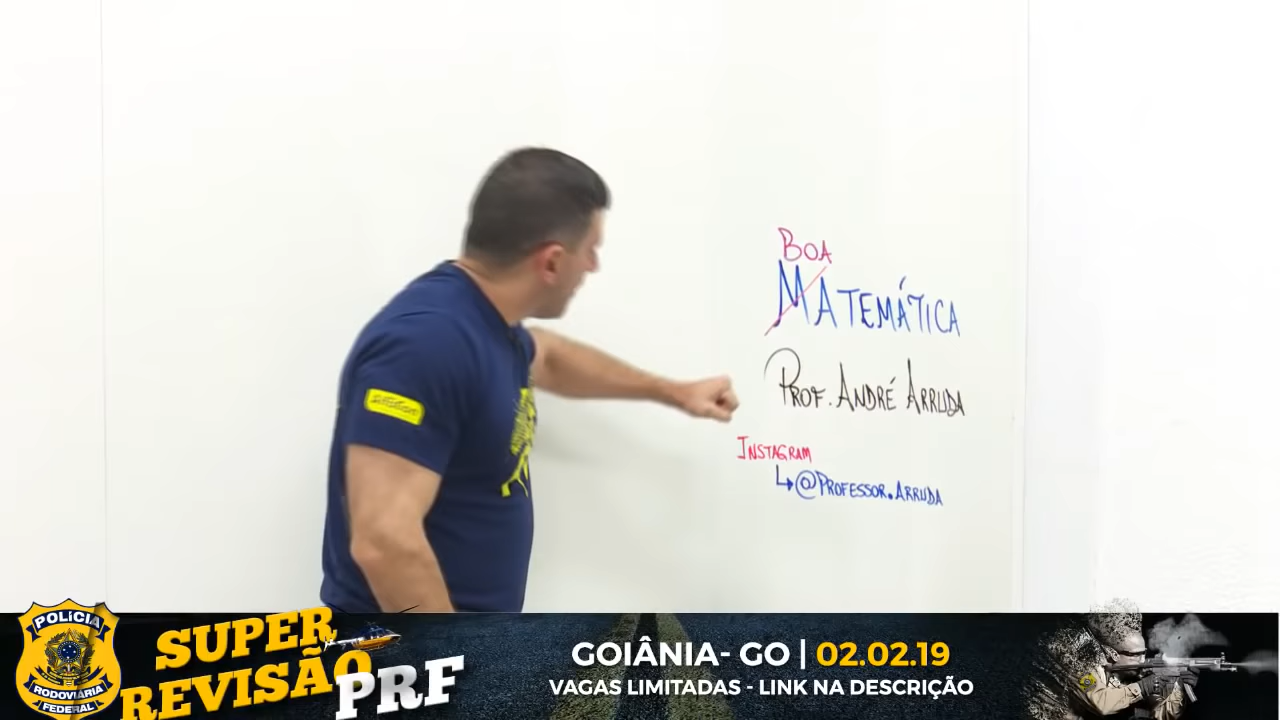 BOA
MATEMÁTICA
PROF. ANDRÉ ARRUDA
INSTAGRAM
↳@PROFESSOR.ARRUDA
POLÍCIA
RODOVIÁRIA
FEDERAL
SUPER
REVISÃO
PRF
GOIÂNIA- GO | 02.02.19
VAGAS LIMITADAS - LINK NA DESCRIÇÃO